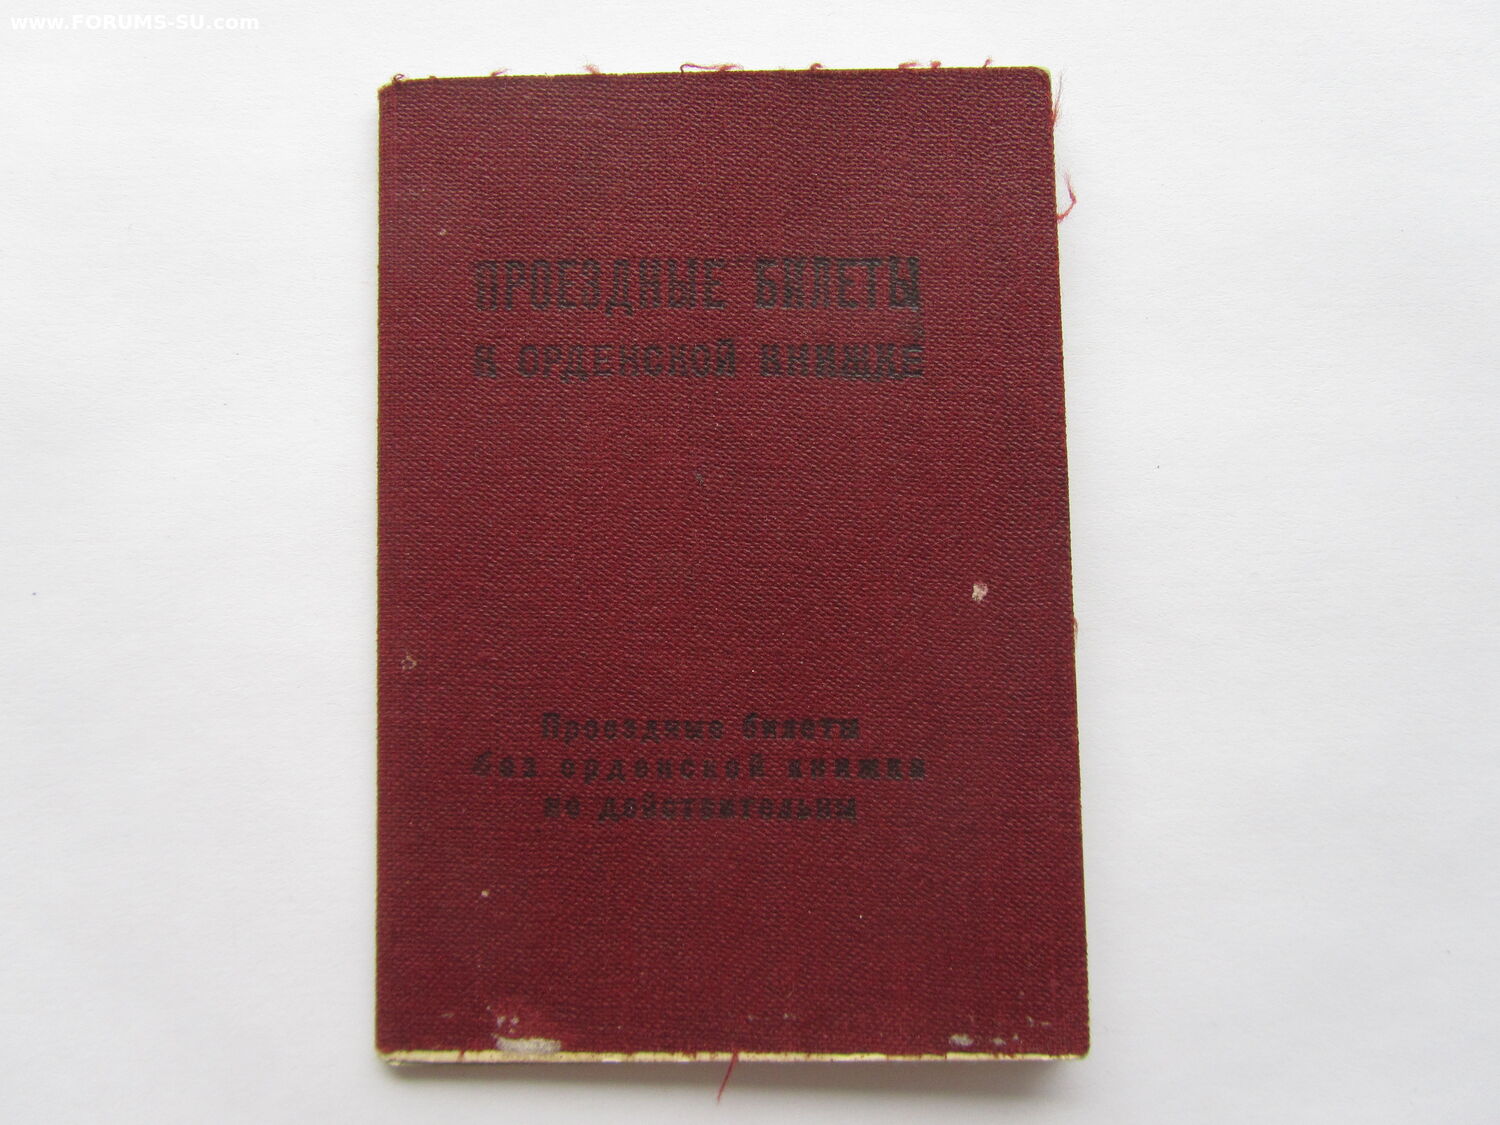 www.FORUMS-SU.com
ПРОЕЗДНЫЕ БИЛЕТЫ
К ОРДЕНСКОЙ КНИЖКЕ
Проездные билеты
без орденской книжки
не действительны